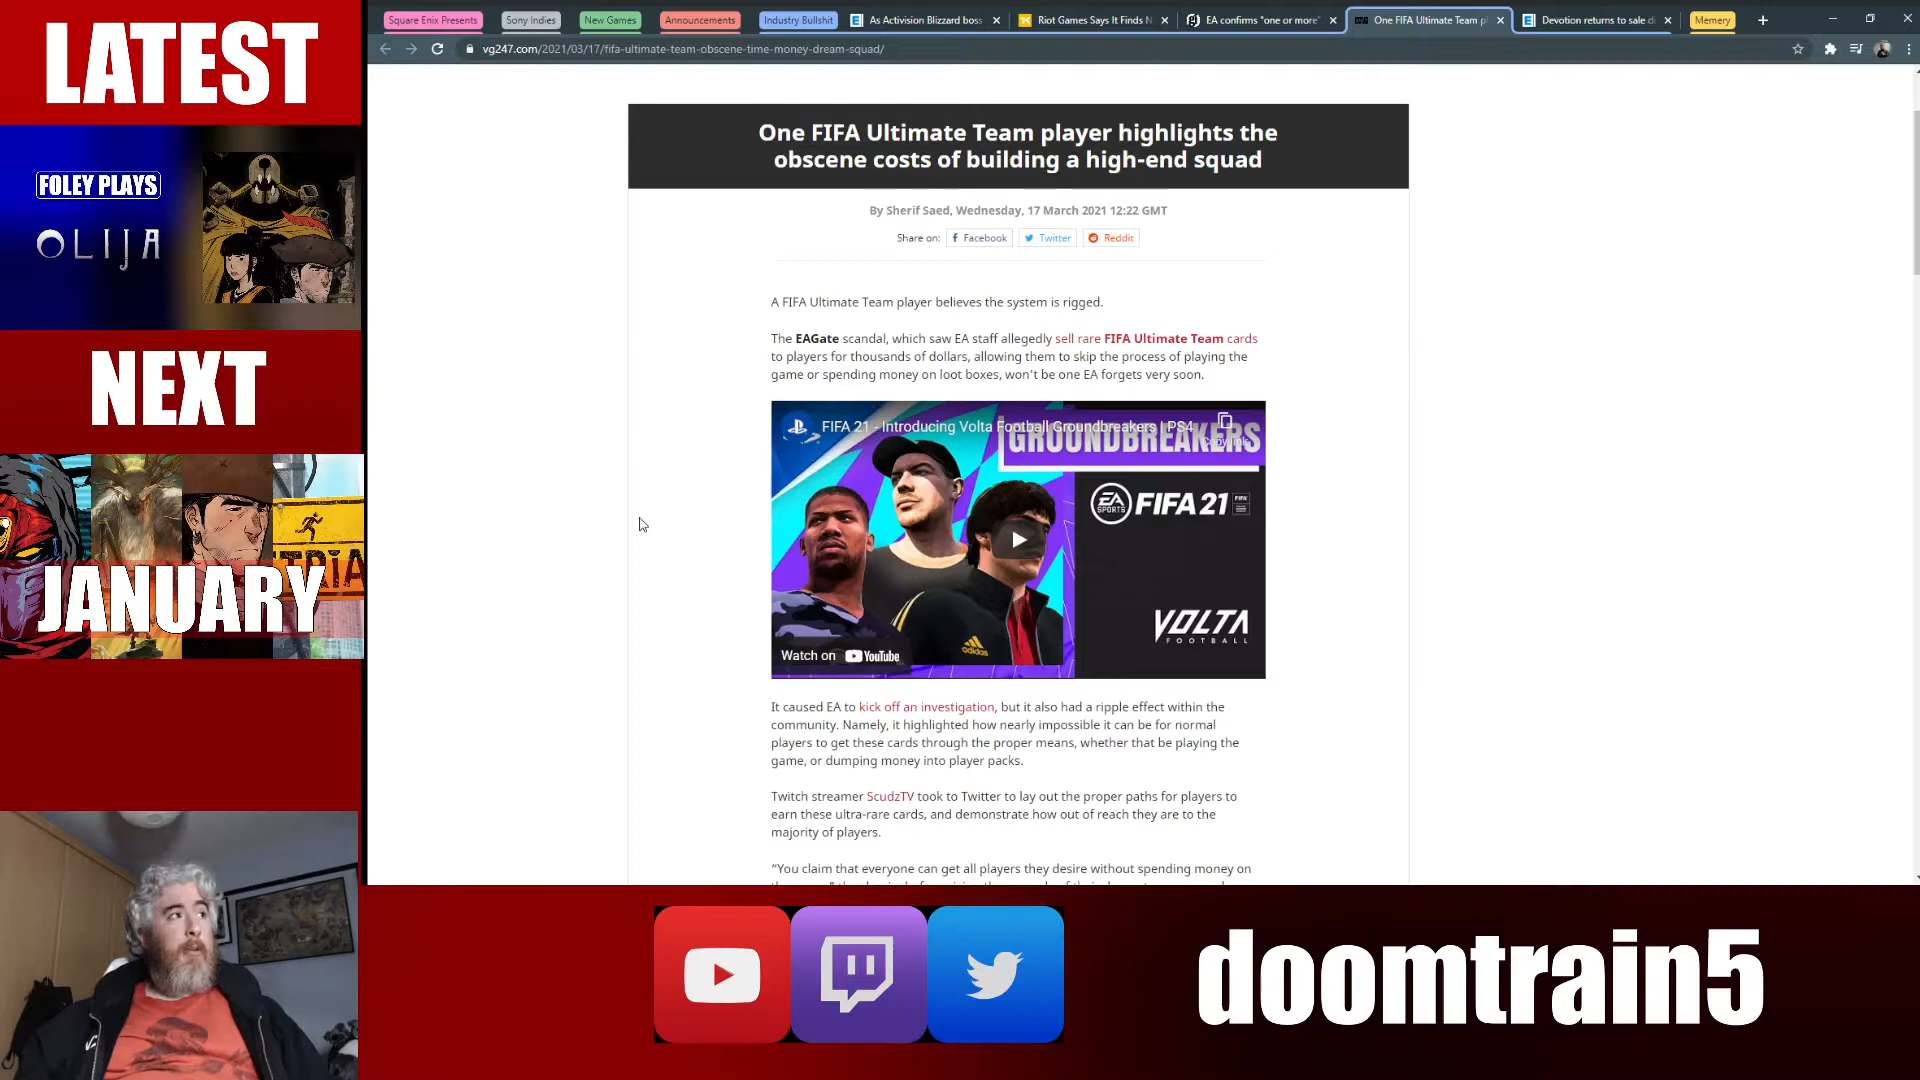 LATEST
FOLEY PLAYS
OLIJA
NEXT
JANUARY
Square Enix Presents
Sony Indies
New Games
Announcements
Industry Bullshit
As Activision Blizzard boss
Riot Games Says It Finds N
EA confirms "one or more"
One FIFA Ultimate Team pl
Devotion returns to sale di
Memery
vg247.com/2021/03/17/fifa-ultimate-team-obscene-time-money-dream-squad/
One FIFA Ultimate Team player highlights the
obscene costs of building a high-end squad
By Sherif Saed, Wednesday, 17 March 2021 12:22 GMT
Share on: Facebook Twitter Reddit
A FIFA Ultimate Team player believes the system is rigged.
The EAGate scandal, which saw EA staff allegedly sell rare FIFA Ultimate Team cards
to players for thousands of dollars, allowing them to skip the process of playing the
game or spending money on loot boxes, won't be one EA forgets very soon.
FIFA 21 - Introducing Volta Football Groundbreakers | PS4
Copy link
GROUNDBREAKERS
EA SPORTS FIFA 21
VOLTA
FOOTBALL
adidas
Watch on YouTube
It caused EA to kick off an investigation, but it also had a ripple effect within the
community. Namely, it highlighted how nearly impossible it can be for normal
players to get these cards through the proper means, whether that be playing the
game, or dumping money into player packs.
Twitch streamer ScudzTV took to Twitter to lay out the proper paths for players to
earn these ultra-rare cards, and demonstrate how out of reach they are to the
majority of players.
“You claim that everyone can get all players they desire without spending money on
doomtrain5